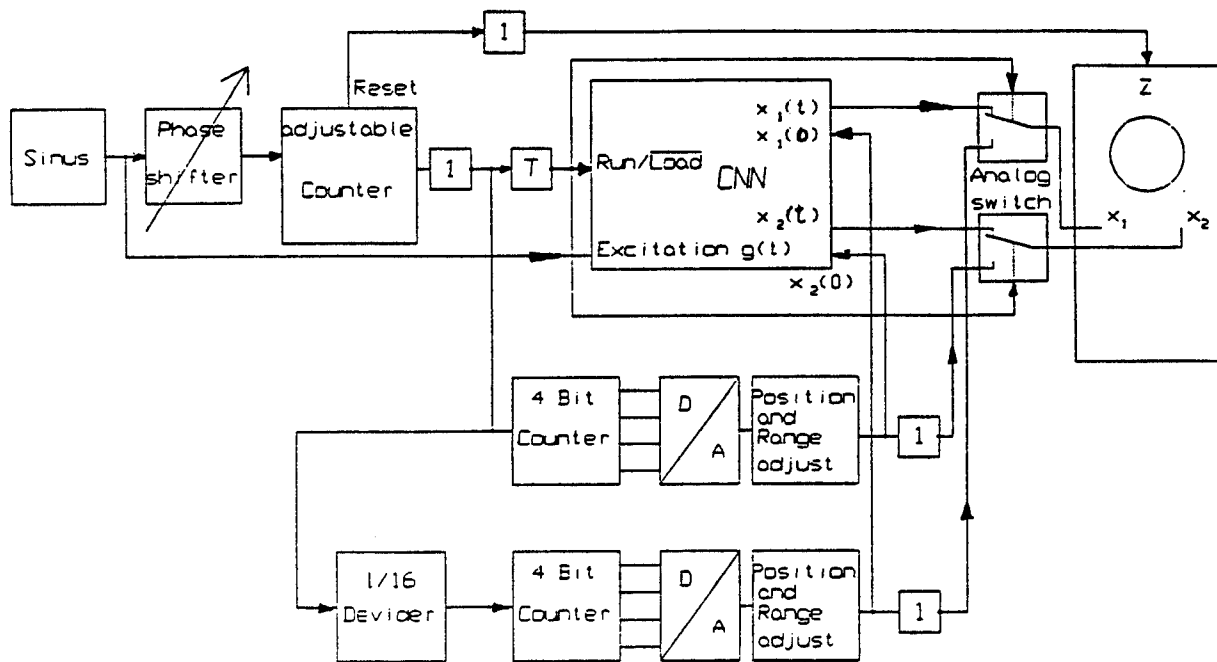 1
Reset
Sinus
Phase
shifter
adjustable
Counter
1
T
Run/Load
CNN
x₁(t)
x₁(0)
x₂(t)
Excitation g(t)
x₂(0)
Analog
switch
Z
x₁
x₂
4 Bit
Counter
D
A
Position
and
Range
adjust
1
1/16
Devider
4 Bit
Counter
D
A
Position
and
Range
adjust
1